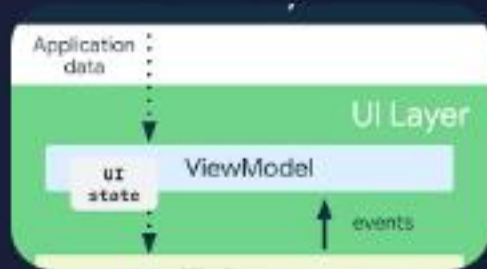 Application
data
UI Layer
ViewModel
UI
state
events